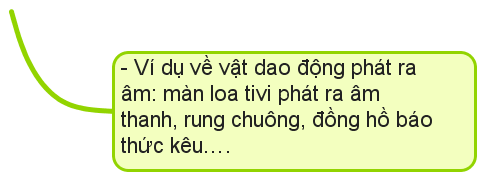 - Ví dụ về vật dao động phát ra
âm: màn loa tivi phát ra âm
thanh, rung chuông, đồng hồ báo
thức kêu....